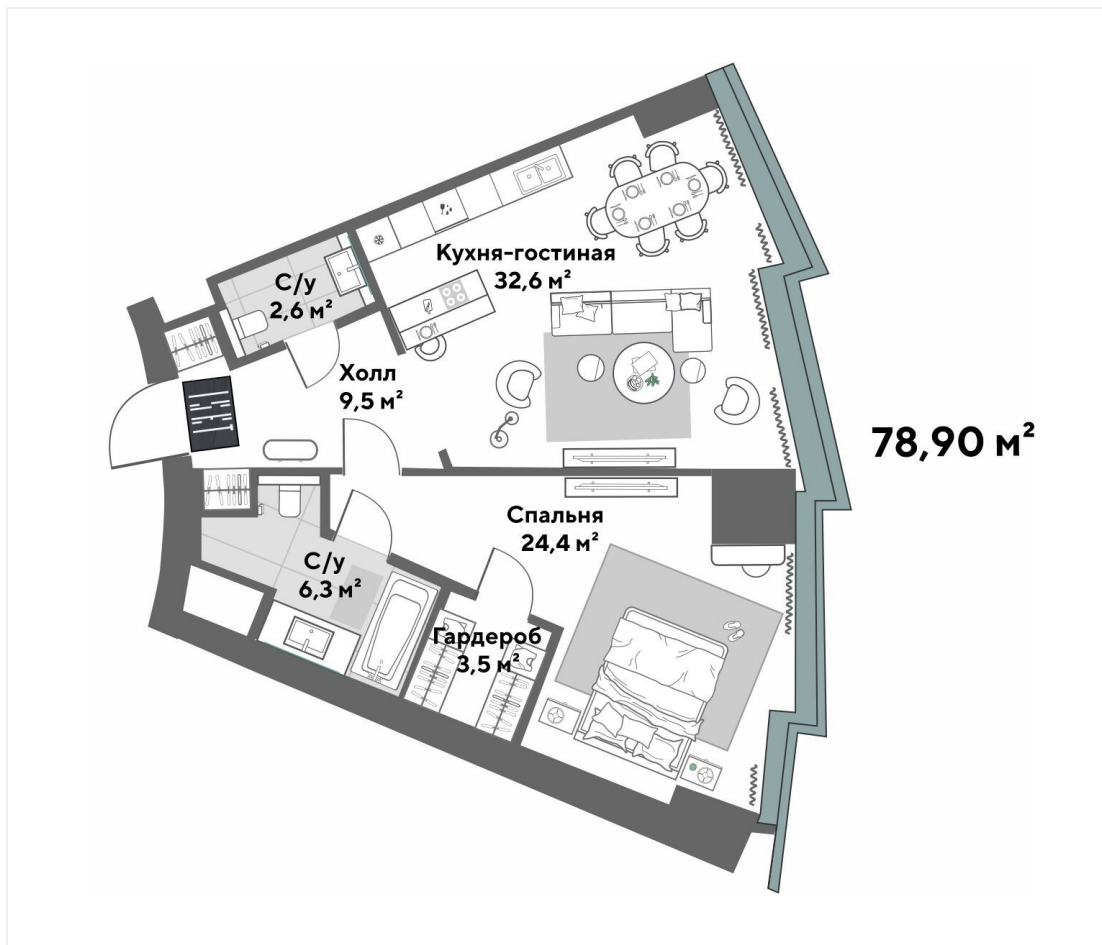 Кухня-гостиная
32,6 м²
С/у
2,6 м²
Холл
9,5 м²
78,90 м²
Спальня
24,4 м²
С/у
6,3 м²
Гардероб
3,5 м²